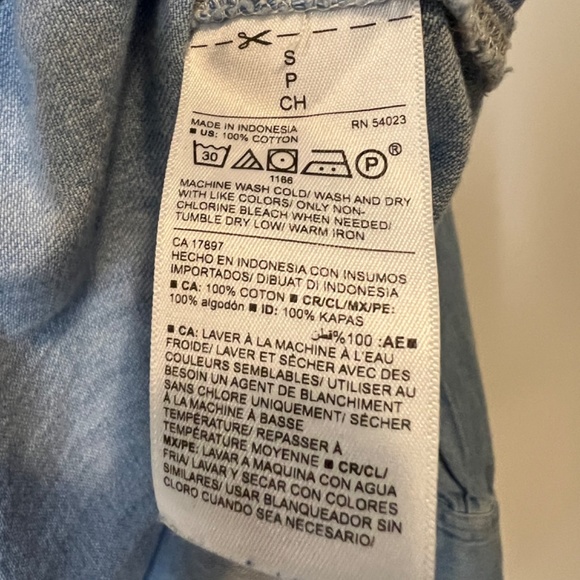 S
P
CH
MADE IN INDONESIA RN 54023
■ US: 100% COTTON
30 P ®
1166
MACHINE WASH COLD/ WASH AND DRY
WITH LIKE COLORS/ ONLY NON-
CHLORINE BLEACH WHEN NEEDED/
TUMBLE DRY LOW/ WARM IRON
CA 17897
HECHO EN INDONESIA CON INSUMOS
IMPORTADOS/ DIBUAT DI INDONESIA
■ CA: 100% COTON ■ CR/CL/MX/PE:
100% algodón ■ ID: 100% KAPAS
■AE: 100% قطن
■ CA: LAVER À LA MACHINE À L'EAU
FROIDE/ LAVER ET SÉCHER AVEC DES
COULEURS SEMBLABLES/ UTILISER AU
BESOIN UN AGENT DE BLANCHIMENT
SANS CHLORE UNIQUEMENT/ SÉCHER
À LA MACHINE À BASSE
TEMPÉRATURE/ REPASSER À
TEMPÉRATURE MOYENNE ■ CR/CL/
MX/PE: LAVAR A MAQUINA CON AGUA
FRIA/ LAVAR Y SECAR CON COLORES
SIMILARES/ USAR BLANQUEADOR SIN
CLORO CUANDO SEA NECESARIO/